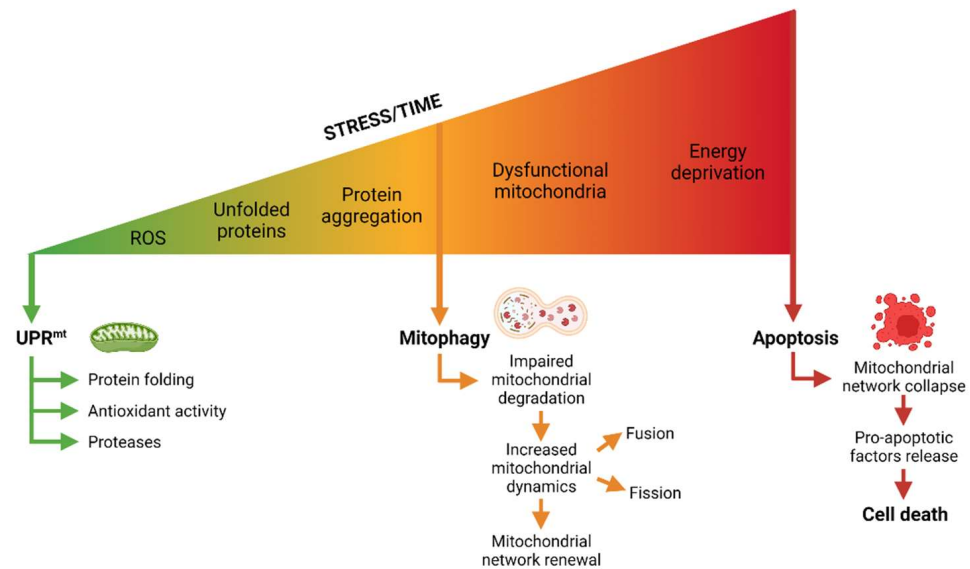 STRESS/TIME
ROS
Unfolded
proteins
Protein
aggregation
Dysfunctional
mitochondria
Energy
deprivation
UPRᵐᵗ
Protein folding
Antioxidant activity
Proteases
Mitophagy
Impaired
mitochondrial
degradation
Increased
mitochondrial
dynamics
Fusion
Fission
Mitochondrial
network renewal
Apoptosis
Mitochondrial
network collapse
Pro-apoptotic
factors release
Cell death